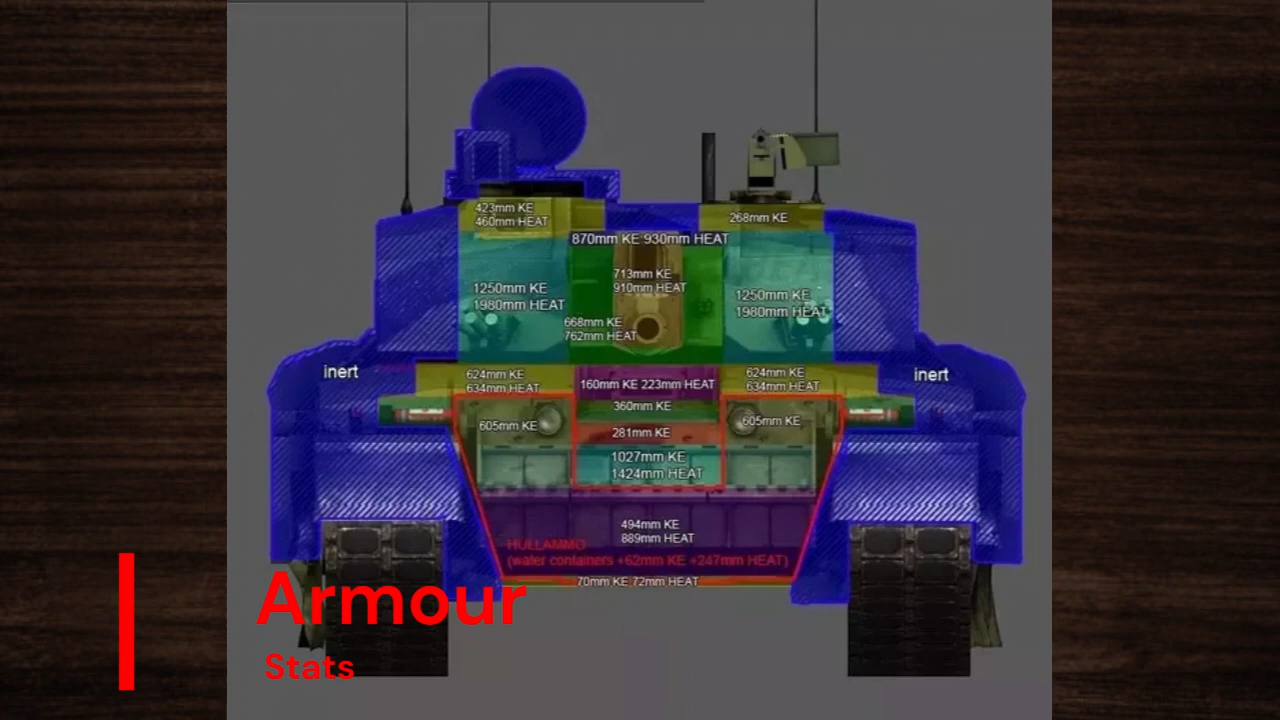 423mm KE
460mm HEAT
268mm KE
870mm KE 930mm HEAT
713mm KE
910mm HEAT
1250mm KE
1980mm HEAT
1250mm KE
1980mm HEAT
668mm KE
762mm HEAT
inert
624mm KE
634mm HEAT
160mm KE 223mm HEAT
624mm KE
634mm HEAT
inert
360mm KE
605mm KE
281mm KE
605mm KE
1027mm KE
1424mm HEAT
494mm KE
889mm HEAT
HULLAMMO
(water containers +62mm KE +247mm HEAT)
70mm KE 72mm HEAT
Armour
Stats